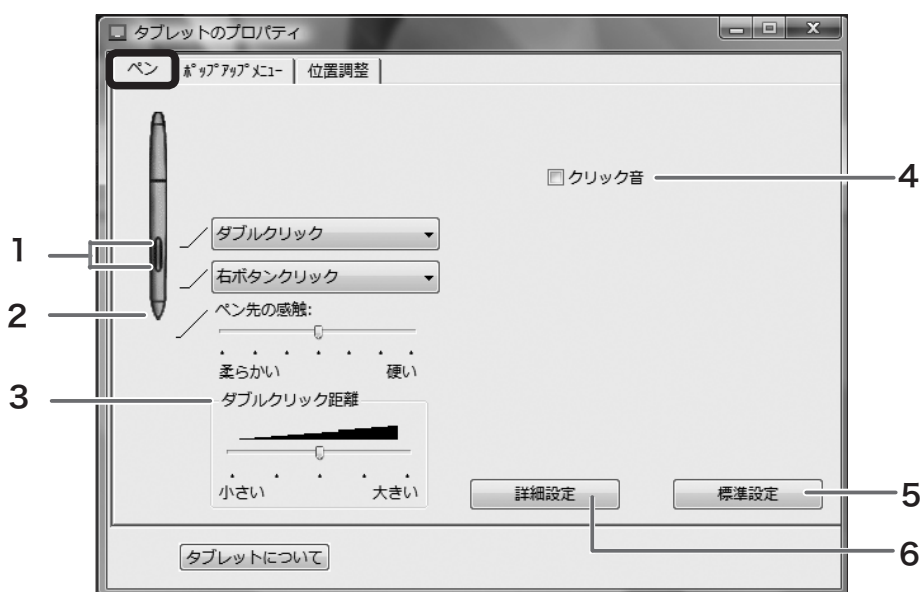 タブレットのプロパティ
ペン
ﾎﾟｯﾌﾟｱｯﾌﾟﾒﾆｭｰ
位置調整
クリック音
4
ダブルクリック
1
右ボタンクリック
2
ペン先の感触:
柔らかい 硬い
3
ダブルクリック距離
小さい 大きい
詳細設定
標準設定
5
6
タブレットについて